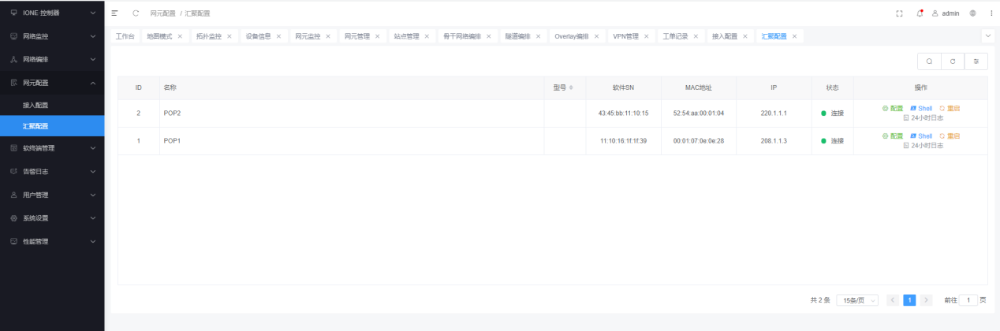 IONE-控制器
网元配置 / 汇聚配置
admin
网络监控
工作台 地图模式 拓扑监控 设备信息 网元监控 网元管理 站点管理 骨干网络编排 隧道编排 Overlay编排 VPN管理 工单记录 接入配置 汇聚配置
网络编排
网元配置
接入配置
汇聚配置
软终端管理
告警日志
用户管理
系统设置
性能管理
ID 名称 型号 软件SN MAC地址 IP 状态 操作
2 POP2 43:45:bb:11:10:15 52:54:aa:00:01:04 220.1.1.1 连接 配置 Shell 重启
24小时日志
1 POP1 11:10:16:1f:1f:39 00:01:07:0e:0e:28 208.1.1.3 连接 配置 Shell 重启
24小时日志
共 2 条 15条/页 1 前往 1 页